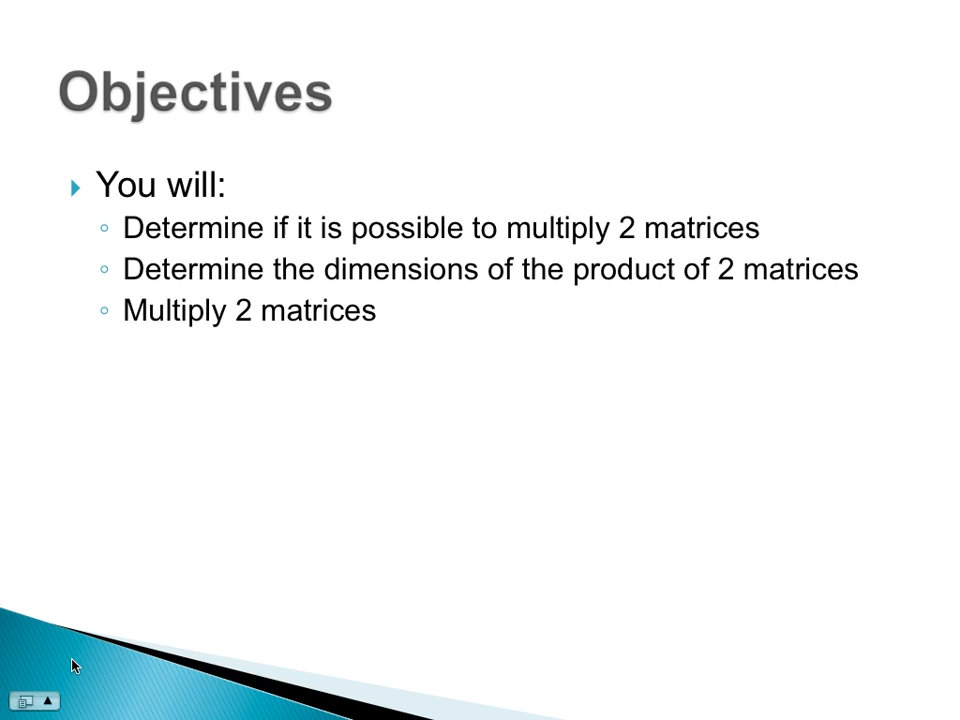 Objectives
You will:
Determine if it is possible to multiply 2 matrices
Determine the dimensions of the product of 2 matrices
Multiply 2 matrices